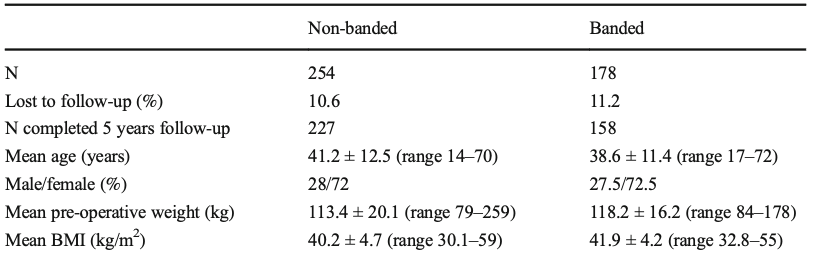 Non-banded Banded
N 254 178
Lost to follow-up (%) 10.6 11.2
N completed 5 years follow-up 227 158
Mean age (years) 41.2 ± 12.5 (range 14–70) 38.6 ± 11.4 (range 17–72)
Male/female (%) 28/72 27.5/72.5
Mean pre-operative weight (kg) 113.4 ± 20.1 (range 79–259) 118.2 ± 16.2 (range 84–178)
Mean BMI (kg/m²) 40.2 ± 4.7 (range 30.1–59) 41.9 ± 4.2 (range 32.8–55)